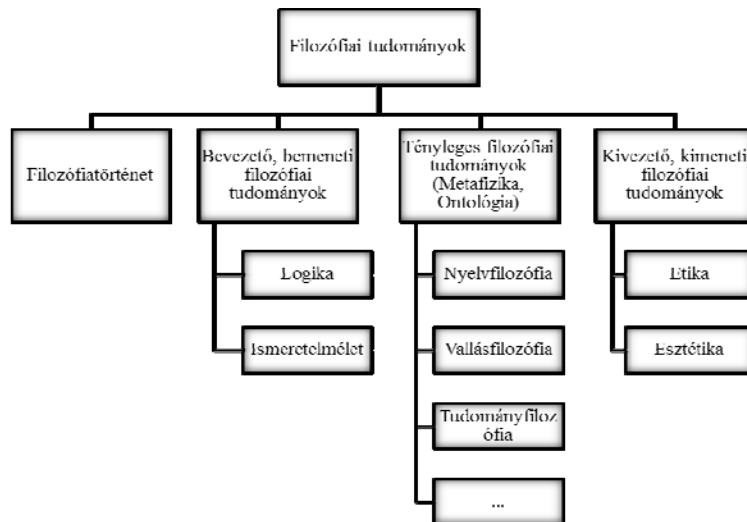 Filozófiai tudományok
Filozófiatörténet
Bevezető, bemeneti
filozófiai
tudományok
Logika
Ismeretelmélet
Tényleges filozófiai
tudományok
(Metafizika,
Ontológia)
Nyelvfilozófia
Vallásfilozófia
Tudományfiloz
ófia
...
Kivezető, kimeneti
filozófiai
tudományok
Etika
Esztétika